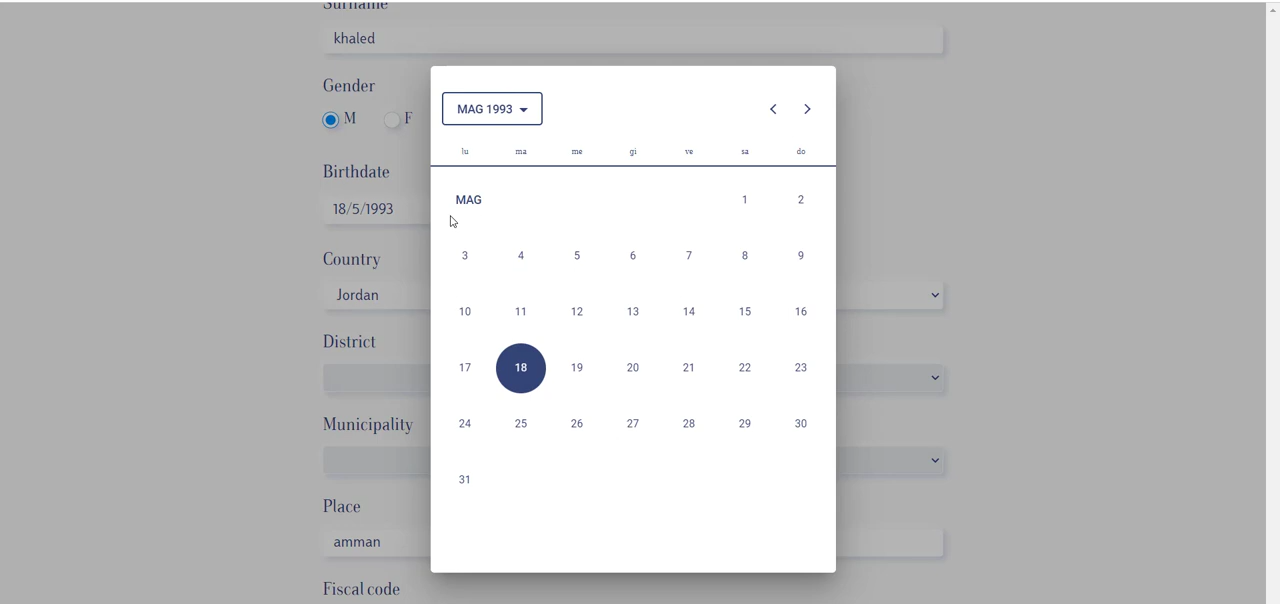 Surname
khaled
Gender
M F
Birthdate
18/5/1993
Country
Jordan
District
Municipality
Place
amman
Fiscal code
MAG 1993
lu ma me gi ve sa do
MAG 1 2
3 4 5 6 7 8 9
10 11 12 13 14 15 16
17 18 19 20 21 22 23
24 25 26 27 28 29 30
31